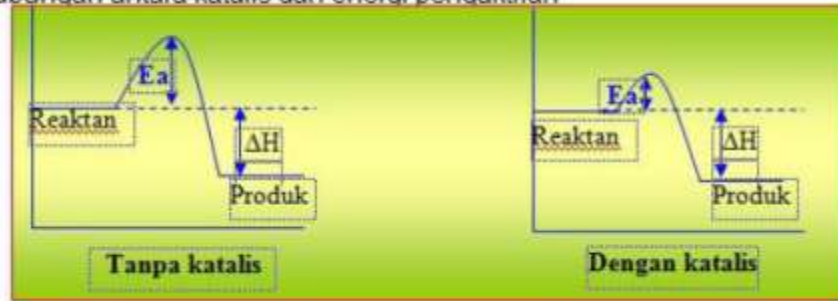 Ea
Reaktan
ΔH
Produk
Tanpa katalis
Ea
Reaktan
ΔH
Produk
Dengan katalis